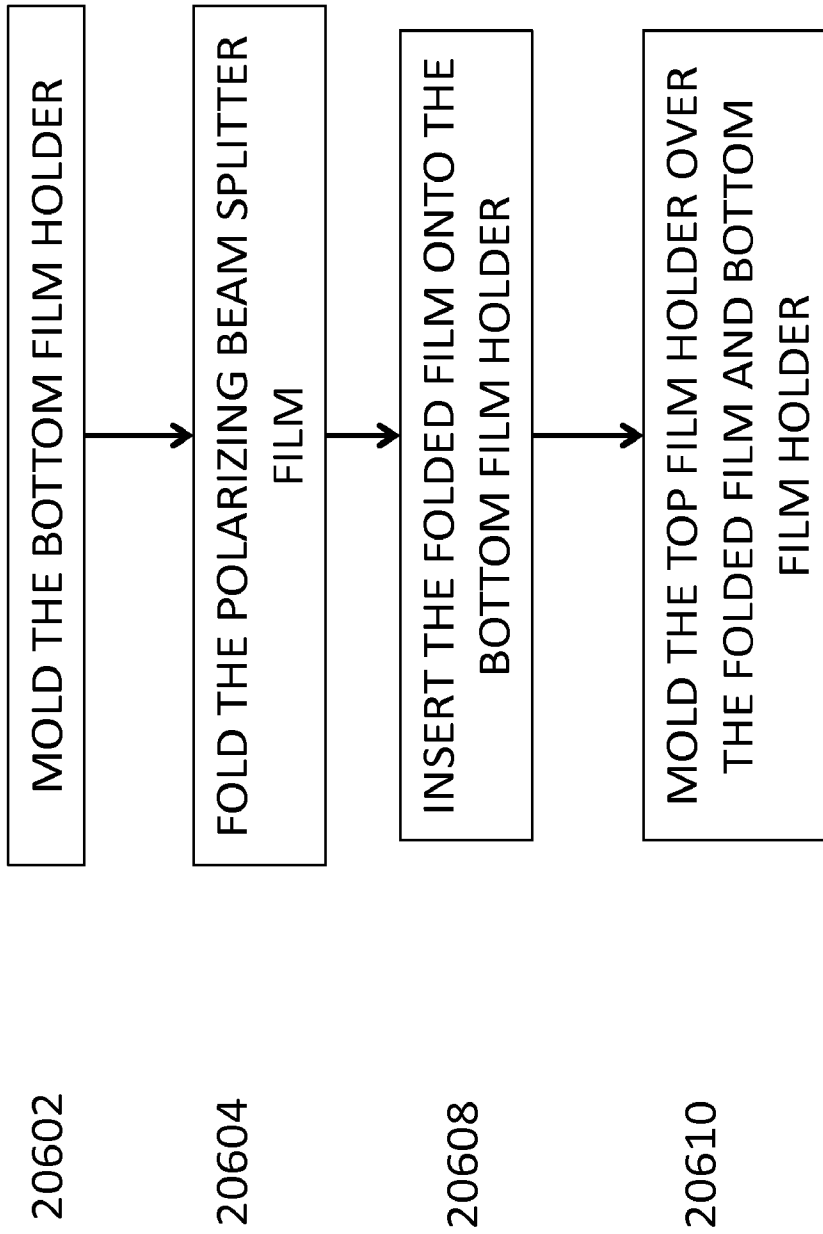 20602
MOLD THE BOTTOM FILM HOLDER
20604
FOLD THE POLARIZING BEAM SPLITTER
FILM
20608
INSERT THE FOLDED FILM ONTO THE
BOTTOM FILM HOLDER
20610
MOLD THE TOP FILM HOLDER OVER
THE FOLDED FILM AND BOTTOM
FILM HOLDER